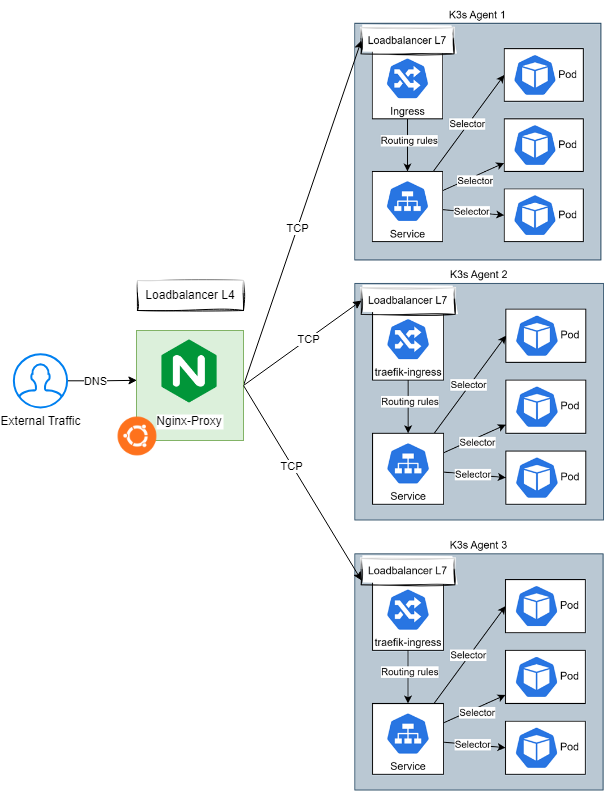 K3s Agent 1
Loadbalancer L7
Ingress
Routing rules
Service
Selector
Selector
Selector
Pod
Pod
Pod
TCP
Loadbalancer L4
N
Nginx-Proxy
External Traffic
DNS
TCP
TCP
K3s Agent 2
Loadbalancer L7
traefik-ingress
Routing rules
Service
Selector
Selector
Selector
Pod
Pod
Pod
K3s Agent 3
Loadbalancer L7
traefik-ingress
Routing rules
Service
Selector
Selector
Selector
Pod
Pod
Pod